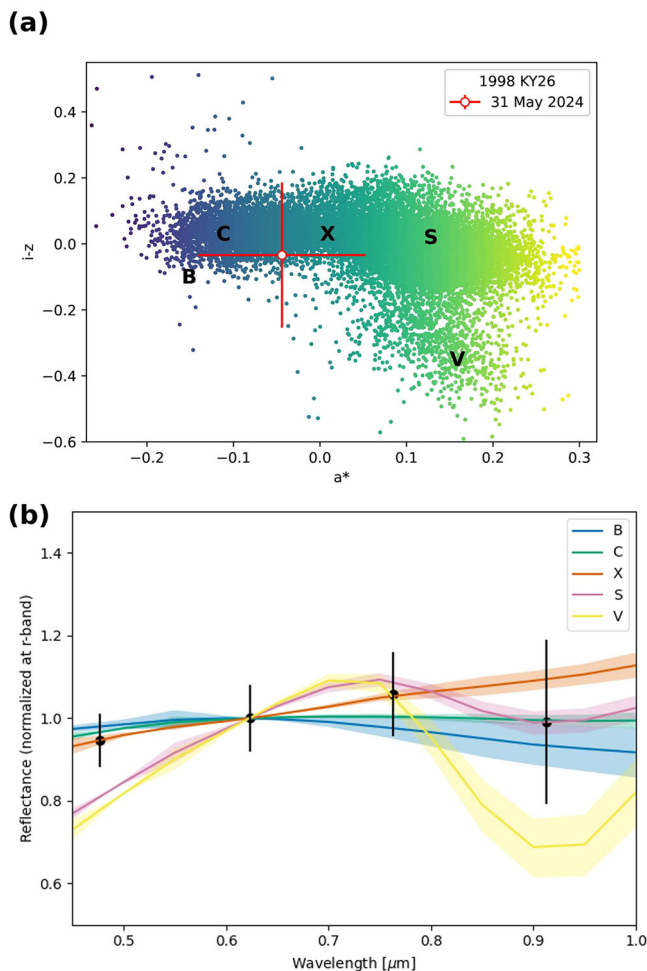 (a)
1998 KY26
31 May 2024
0.4
0.2
0.0
−0.2
−0.4
−0.6
i-z
B
C
X
S
V
−0.2
−0.1
0.0
0.1
0.2
0.3
a*
(b)
B
C
X
S
V
1.4
1.2
1.0
0.8
0.6
Reflectance (normalized at r-band)
0.5
0.6
0.7
0.8
0.9
1.0
Wavelength [μm]